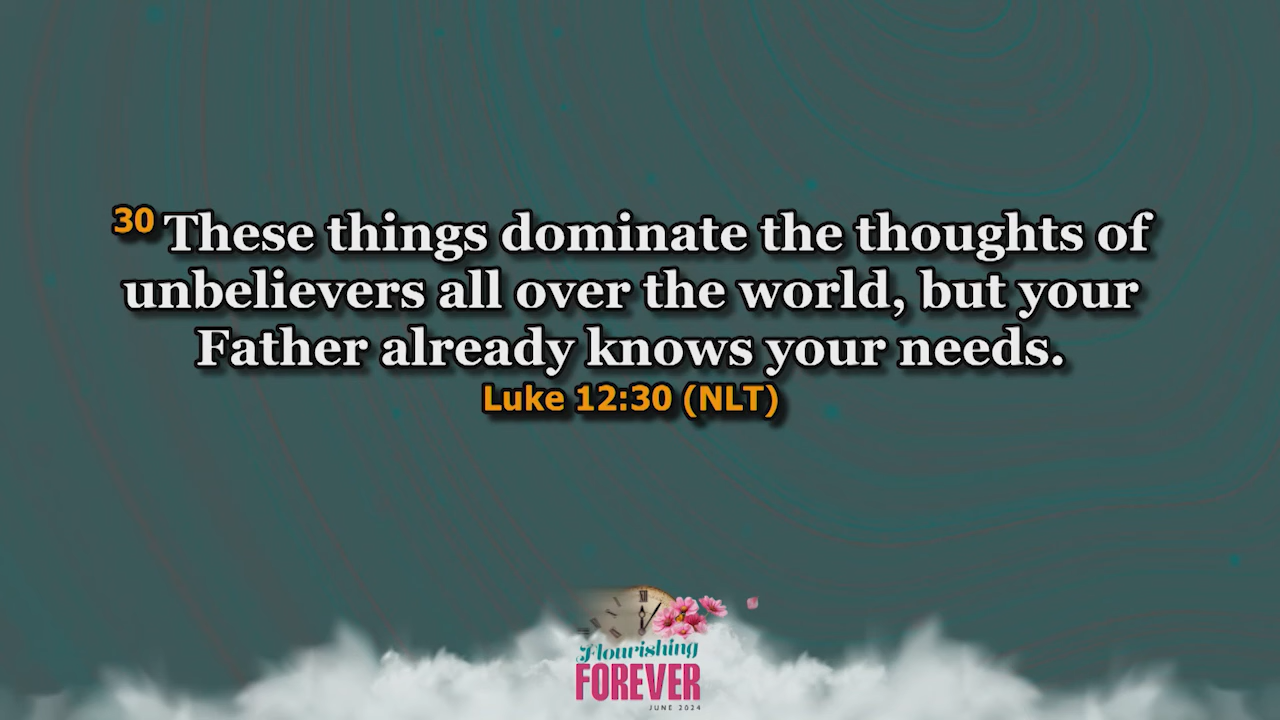 30 These things dominate the thoughts of
unbelievers all over the world, but your
Father already knows your needs.
Luke 12:30 (NLT)
XII
Flourishing
FOREVER
JUNE 2024